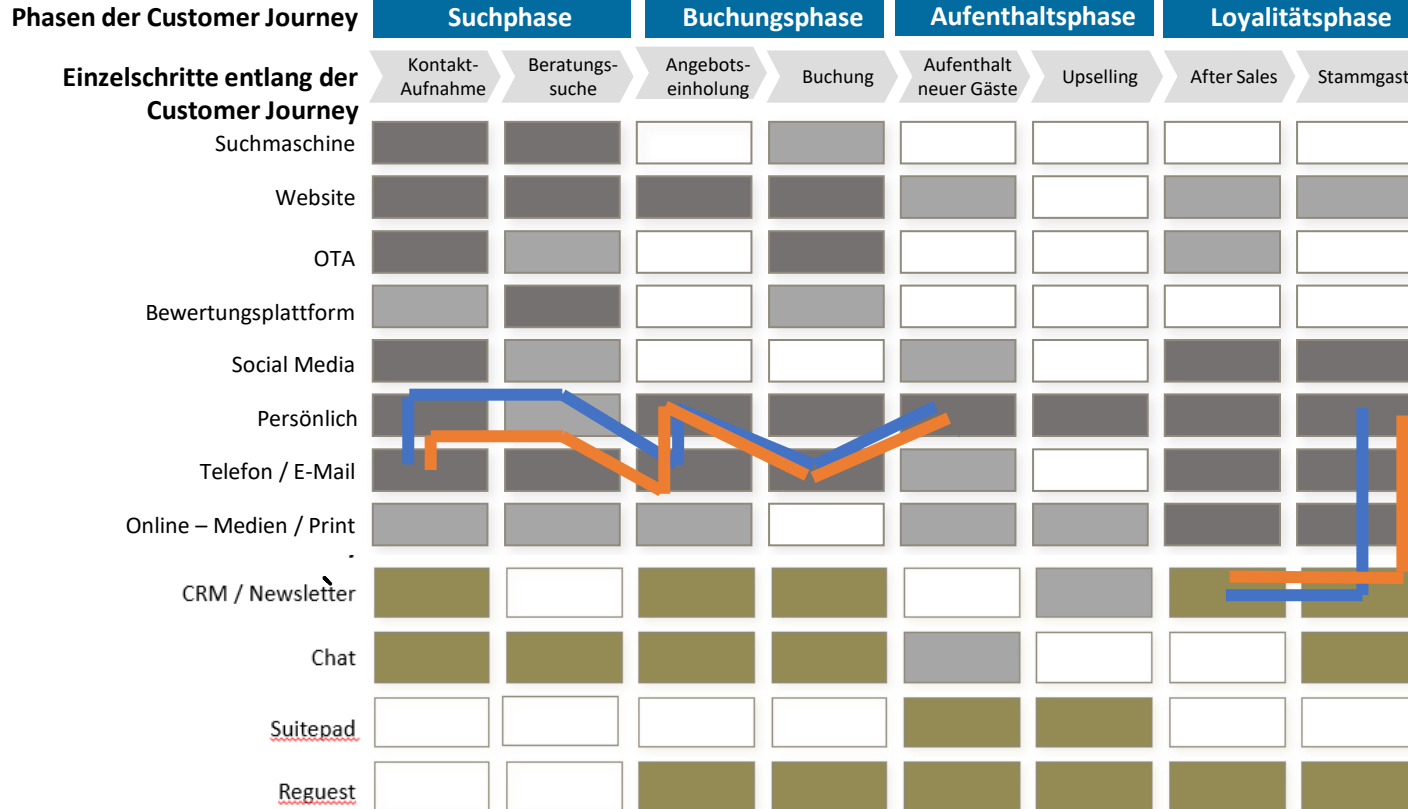 Phasen der Customer Journey
Suchphase
Buchungsphase
Aufenthaltsphase
Loyalitätsphase
Einzelschritte entlang der
Customer Journey
Kontakt-
Aufnahme
Beratungs-
suche
Angebots-
einholung
Buchung
Aufenthalt
neuer Gäste
Upselling
After Sales
Stammgast
Suchmaschine
Website
OTA
Bewertungsplattform
Social Media
Persönlich
Telefon / E-Mail
Online – Medien / Print
CRM / Newsletter
Chat
Suitepad
Reguest